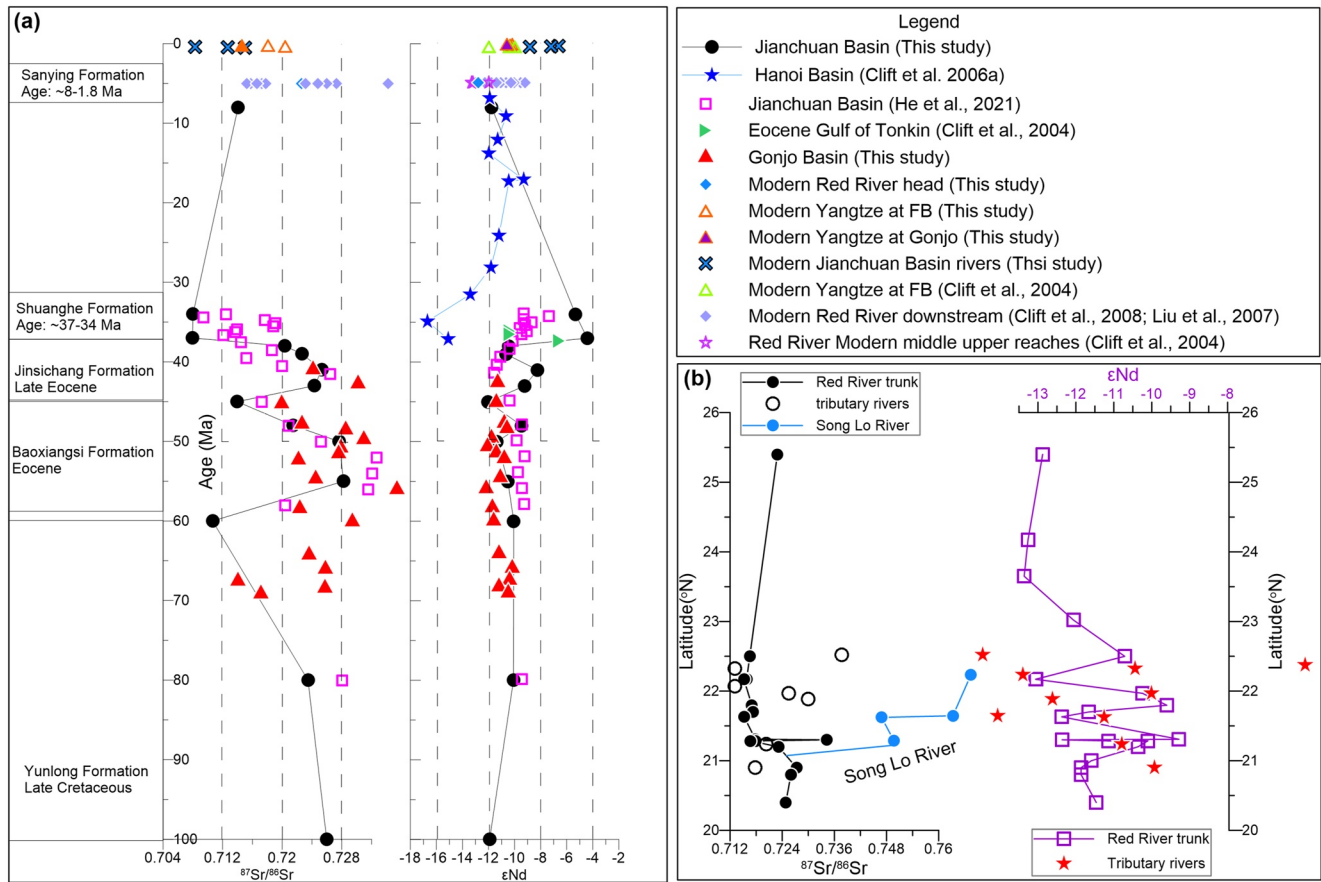 (a)
0
Sanying Formation
Age: ~8-1.8 Ma
10
20
30
Shuanghe Formation
Age: ~37-34 Ma
40
Jinsichang Formation
Late Eocene
Age (Ma)
50
Baoxiangsi Formation
Eocene
60
70
80
90
Yunlong Formation
Late Cretaceous
100
0.704 0.712 0.72 0.728
87Sr/86Sr
-18 -16 -14 -12 -10 -8 -6 -4 -2
εNd
Legend
Jianchuan Basin (This study)
Hanoi Basin (Clift et al. 2006a)
Jianchuan Basin (He et al., 2021)
Eocene Gulf of Tonkin (Clift et al., 2004)
Gonjo Basin (This study)
Modern Red River head (This study)
Modern Yangtze at FB (This study)
Modern Yangtze at Gonjo (This study)
Modern Jianchuan Basin rivers (Thsi study)
Modern Yangtze at FB (Clift et al., 2004)
Modern Red River downstream (Clift et al., 2008; Liu et al., 2007)
Red River Modern middle upper reaches (Clift et al., 2004)
(b)
Red River trunk
tributary rivers
Song Lo River
εNd
-13 -12 -11 -10 -9 -8
26 26
25 25
24 24
23 23
Latitude(oN) Latitude(oN)
22 22
21 21
Song Lo River
20 20
0.712 0.724 0.736 0.748 0.76
87Sr/86Sr
Red River trunk
Tributary rivers